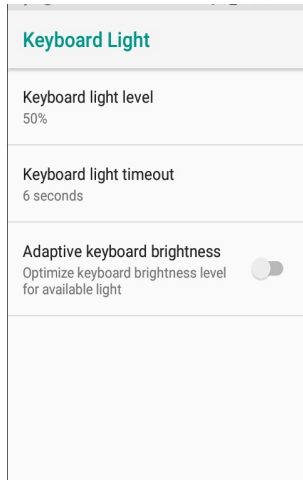 Keyboard Light
Keyboard light level
50%
Keyboard light timeout
6 seconds
Adaptive keyboard brightness
Optimize keyboard brightness level
for available light